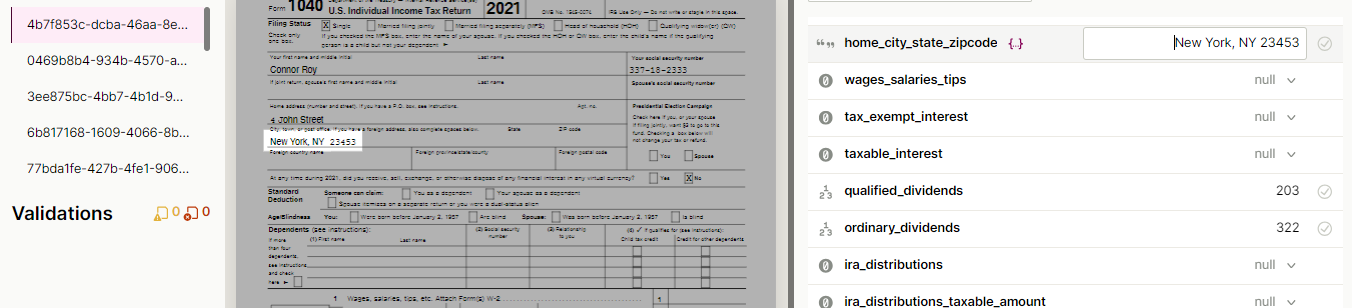 4b7f853c-dcba-46aa-8e...
0469b8b4-934b-4570-a...
3ee875bc-4bb7-4b1d-9...
6b817168-1609-4066-8b...
77bda1fe-427b-4fe1-906...
Validations 0 0
Form 1040 U.S. Individual Income Tax Return 2021 OMB No. 1545-0074 IRS Use Only — Do not write or staple in this space.
Filing Status X Single Married filing jointly Married filing separately (MFS) Head of household (HOH) Qualifying widow(er) (QW)
Check only one box. If you checked the MFS box, enter the name of your spouse. If you checked the HOH or QW box, enter the child's name if the qualifying
person is a child but not your dependent ►
Your first name and middle initial Last name Your social security number
Connor Roy 337-18-2333
If joint return, spouse's first name and middle initial Last name Spouse's social security number
Home address (number and street). If you have a P.O. box, see instructions. Apt. no. Presidential Election Campaign
4 John Street
Check here if you, or your spouse if filing jointly, want $3 to go to this fund. Checking a box below will not change your tax or refund.
City, town, or post office. If you have a foreign address, also complete spaces below. State ZIP code
New York, NY 23453
Foreign country name Foreign province/state/county Foreign postal code You Spouse
At any time during 2021, did you receive, sell, exchange, or otherwise dispose of any financial interest in any virtual currency? Yes X No
Standard Deduction Someone can claim: You as a dependent Your spouse as a dependent
Spouse itemizes on a separate return or you were a dual-status alien
Age/Blindness You: Were born before January 2, 1957 Are blind Spouse: Was born before January 2, 1957 Is blind
Dependents (see instructions): (2) Social security number (3) Relationship to you (4) ✓ if qualifies for (see instructions):
(1) First name Last name Child tax credit Credit for other dependents
If more
than four
dependents,
see instructions
and check
here ►
1 Wages, salaries, tips, etc. Attach Form(s) W-2 1
home_city_state_zipcode {..} New York, NY 23453
wages_salaries_tips null
tax_exempt_interest null
taxable_interest null
qualified_dividends 203
ordinary_dividends 322
ira_distributions null
ira_distributions_taxable_amount null